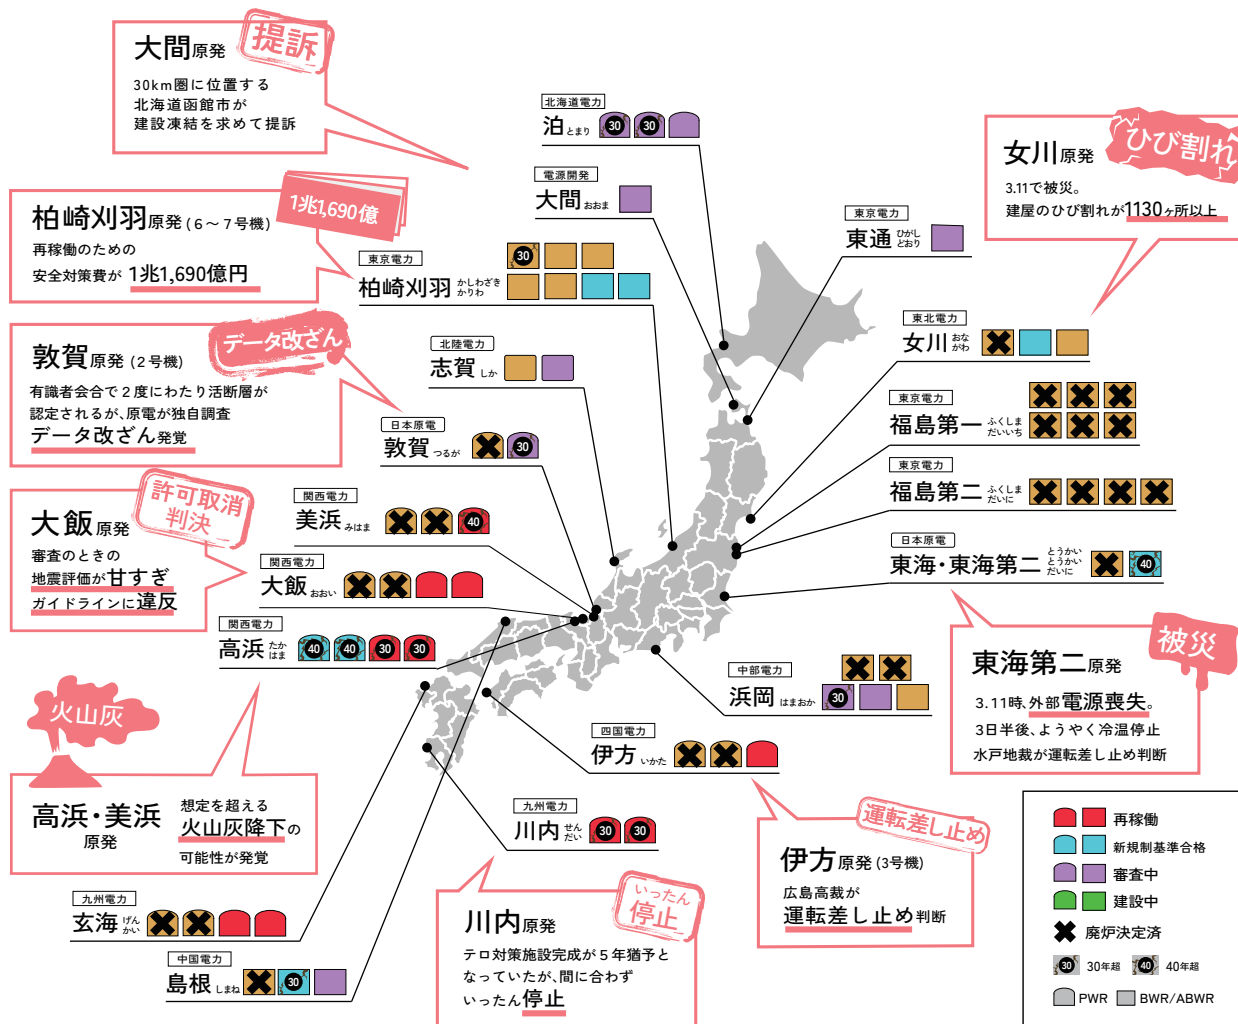 大間原発
提訴
30km圏に位置する
北海道函館市が
建設凍結を求めて提訴
柏崎刈羽原発(6〜7号機)
1兆1,690億
再稼働のための
安全対策費が 1兆1,690億円
敦賀原発(2号機)
データ改ざん
有識者会合で2度にわたり活断層が
認定されるが、原電が独自調査
データ改ざん発覚
大飯原発
許可取消
判決
審査のときの
地震評価が甘すぎ
ガイドラインに違反
火山灰
高浜・美浜
原発
想定を超える
火山灰降下の
可能性が発覚
北海道電力
泊 とまり
30
30
電源開発
大間 おおま
東京電力
東通 ひがし
どおり
東京電力
柏崎刈羽 かしわざき
かりわ
30
北陸電力
志賀 しか
日本原電
敦賀 つるが
30
関西電力
美浜 みはま
40
関西電力
大飯 おおい
関西電力
高浜 たか
はま
40
40
30
30
女川原発
ひび割れ
3.11で被災。
建屋のひび割れが1130ヶ所以上
東北電力
女川 おな
がわ
東京電力
福島第一 ふくしま
だいいち
東京電力
福島第二 ふくしま
だいに
日本原電
東海・東海第二 とうかい
とうかい
だいに
40
東海第二原発
被災
3.11時、外部電源喪失。
3日半後、ようやく冷温停止
水戸地裁が運転差し止め判断
中部電力
浜岡 はまおか
30
四国電力
伊方 いかた
九州電力
川内 せん
だい
30
30
伊方原発(3号機)
運転差し止め
広島高裁が
運転差し止め判断
川内原発
いったん
停止
テロ対策施設完成が5年猶予と
なっていたが、間に合わず
いったん停止
九州電力
玄海 げん
かい
中国電力
島根 しまね
30
再稼働
新規制基準合格
審査中
建設中
廃炉決定済
30 30年超 40 40年超
PWR BWR/ABWR